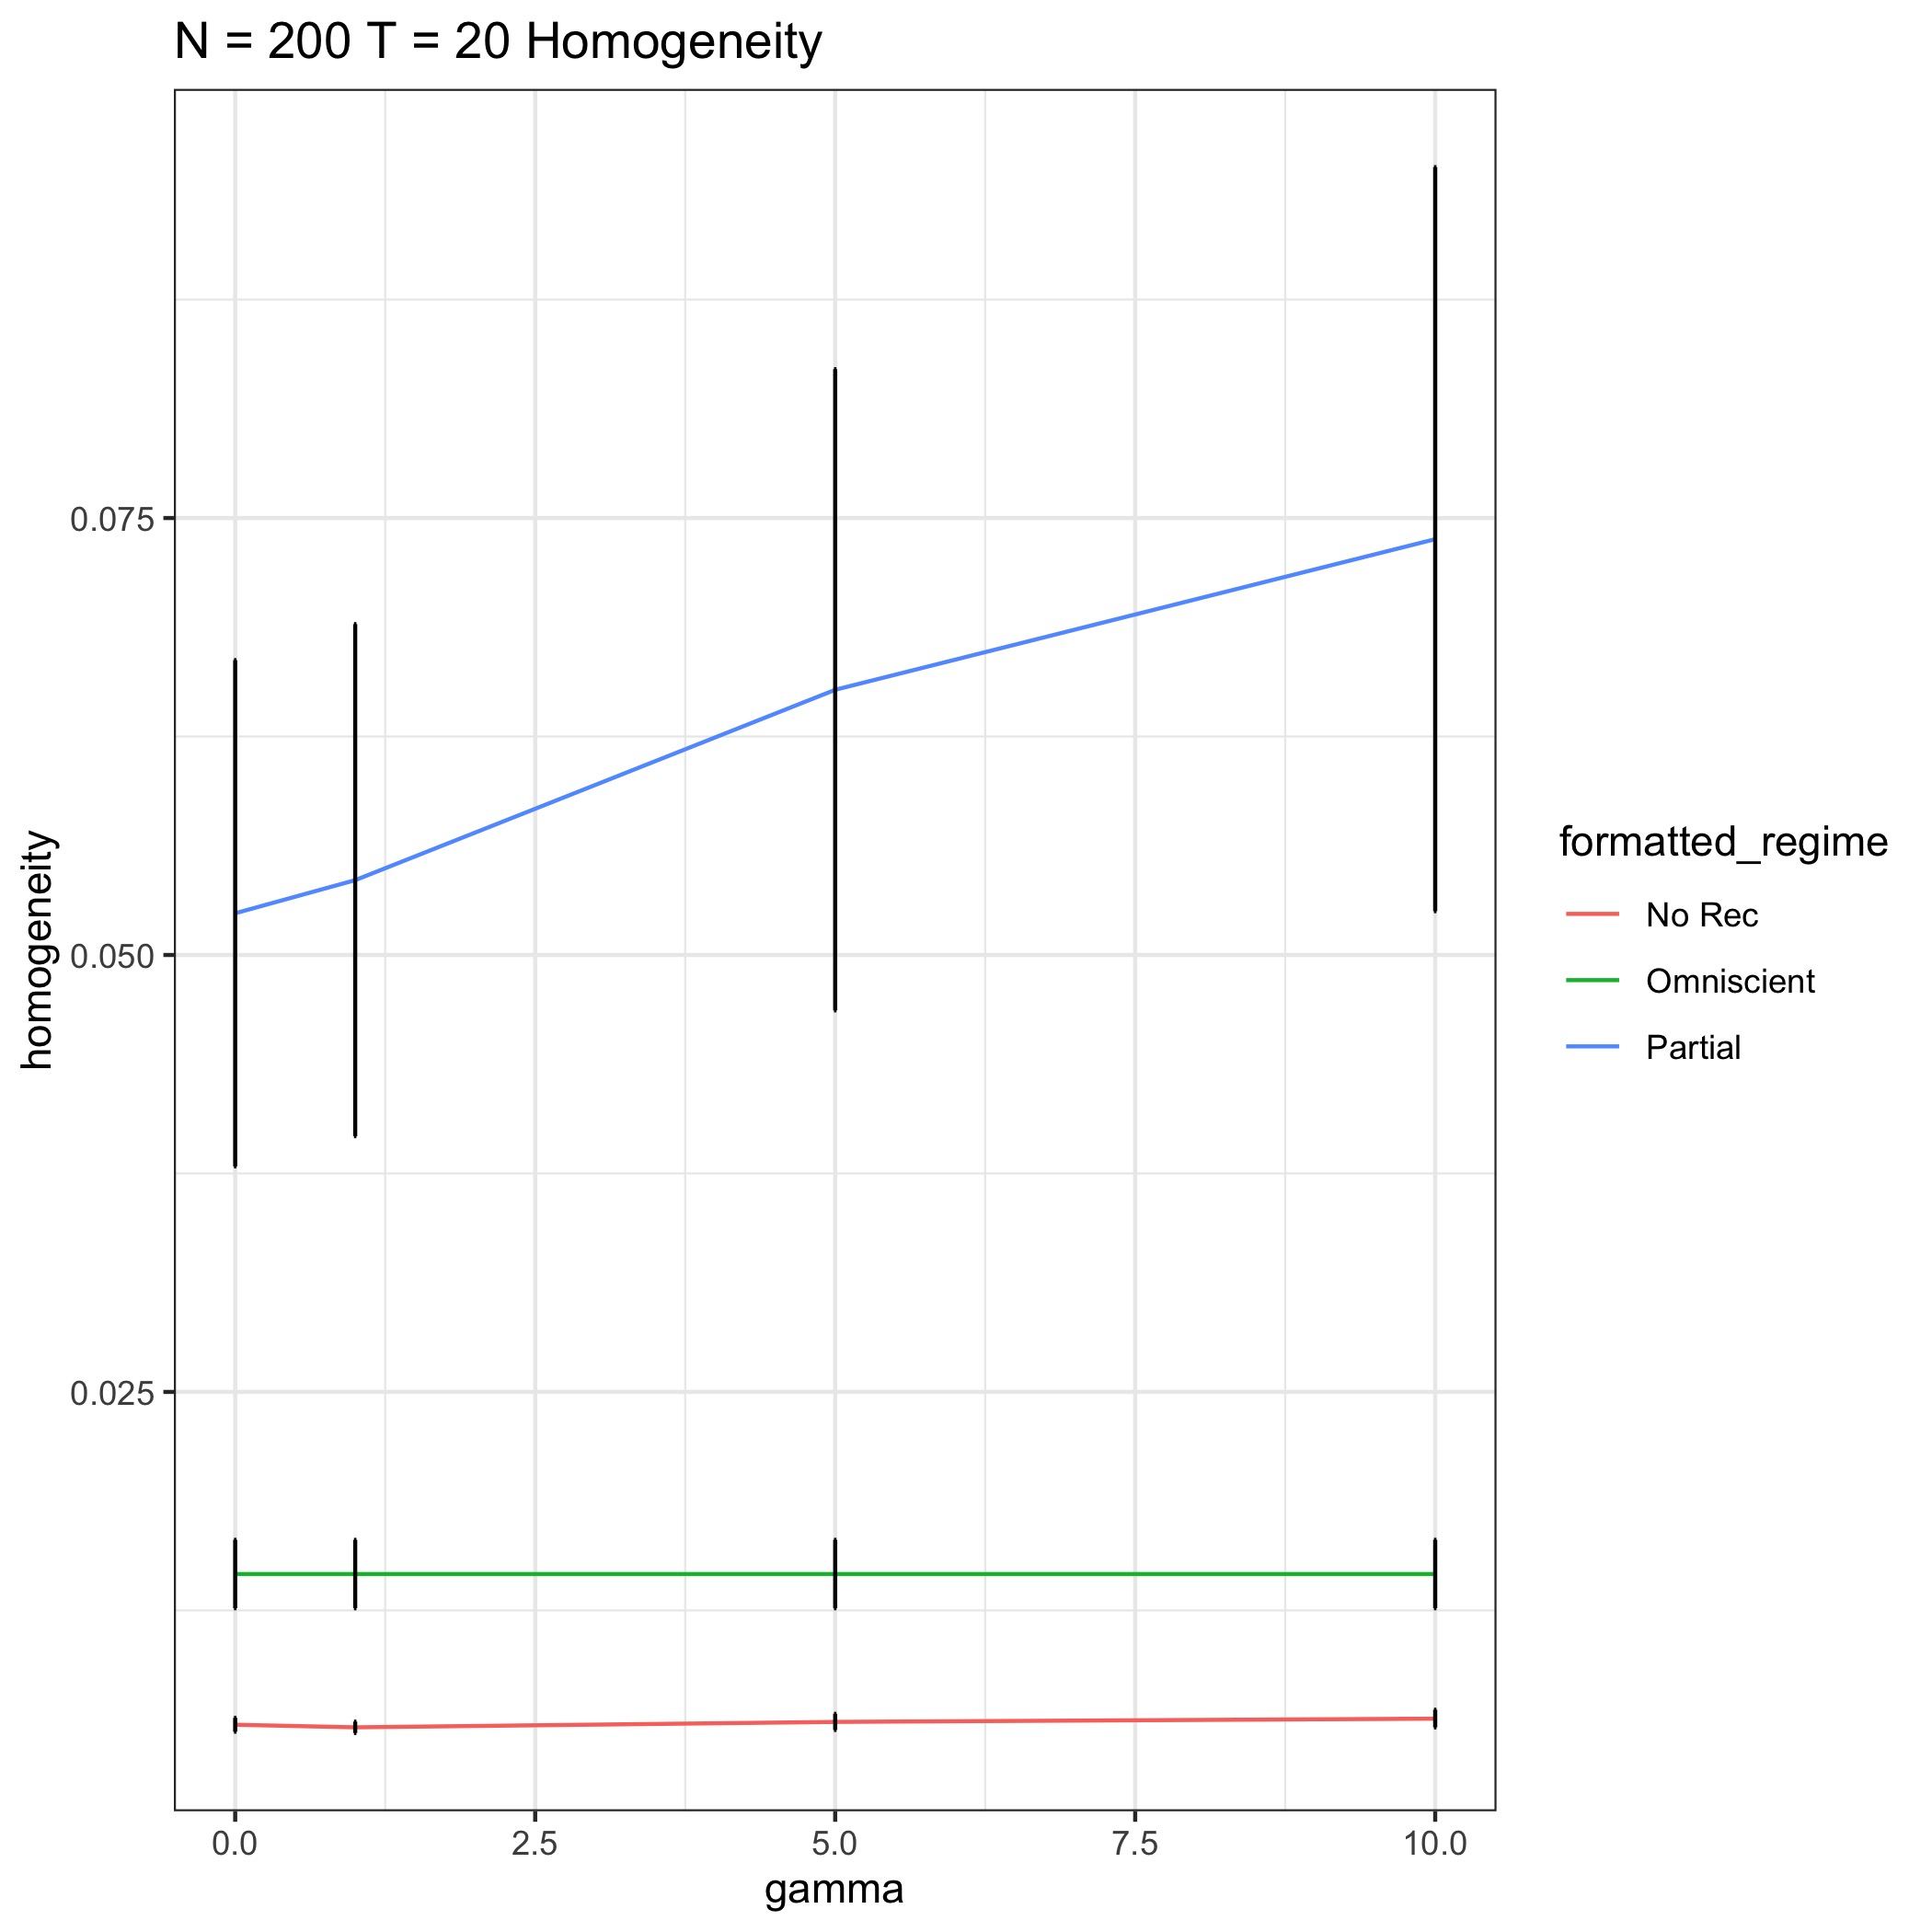 N = 200 T = 20 Homogeneity
homogeneity
0.075
0.050
0.025
0.0
2.5
5.0
7.5
10.0
gamma
formatted_regime
No Rec
Omniscient
Partial